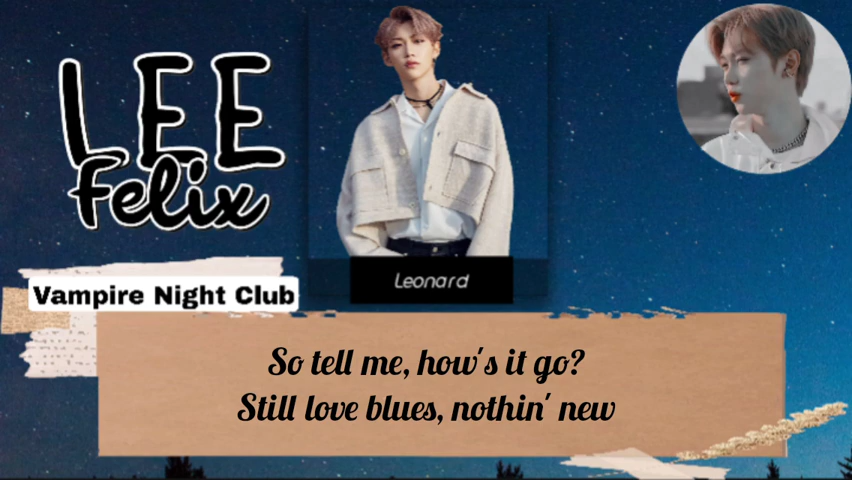 LEE
Felix
Leonard
Vampire Night Club
So tell me, how's it go?
Still love blues, nothin' new